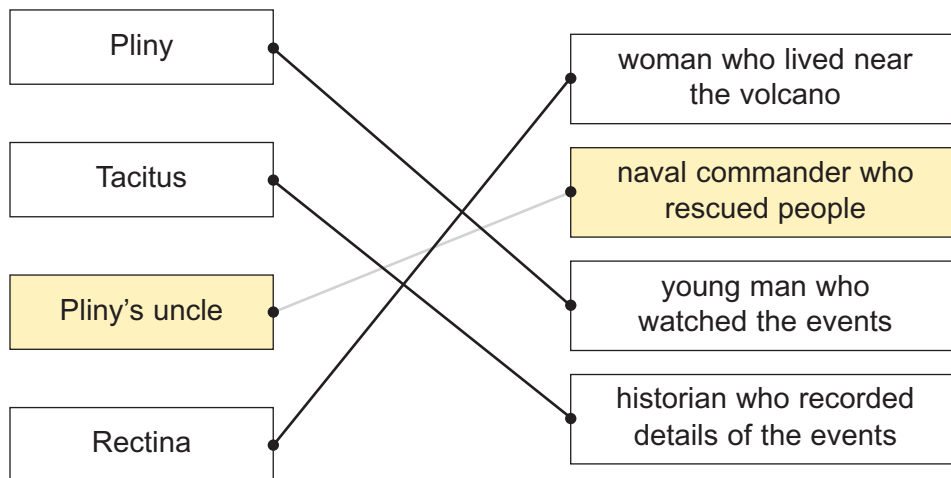 Pliny
Tacitus
Pliny’s uncle
Rectina
woman who lived near
the volcano
naval commander who
rescued people
young man who
watched the events
historian who recorded
details of the events